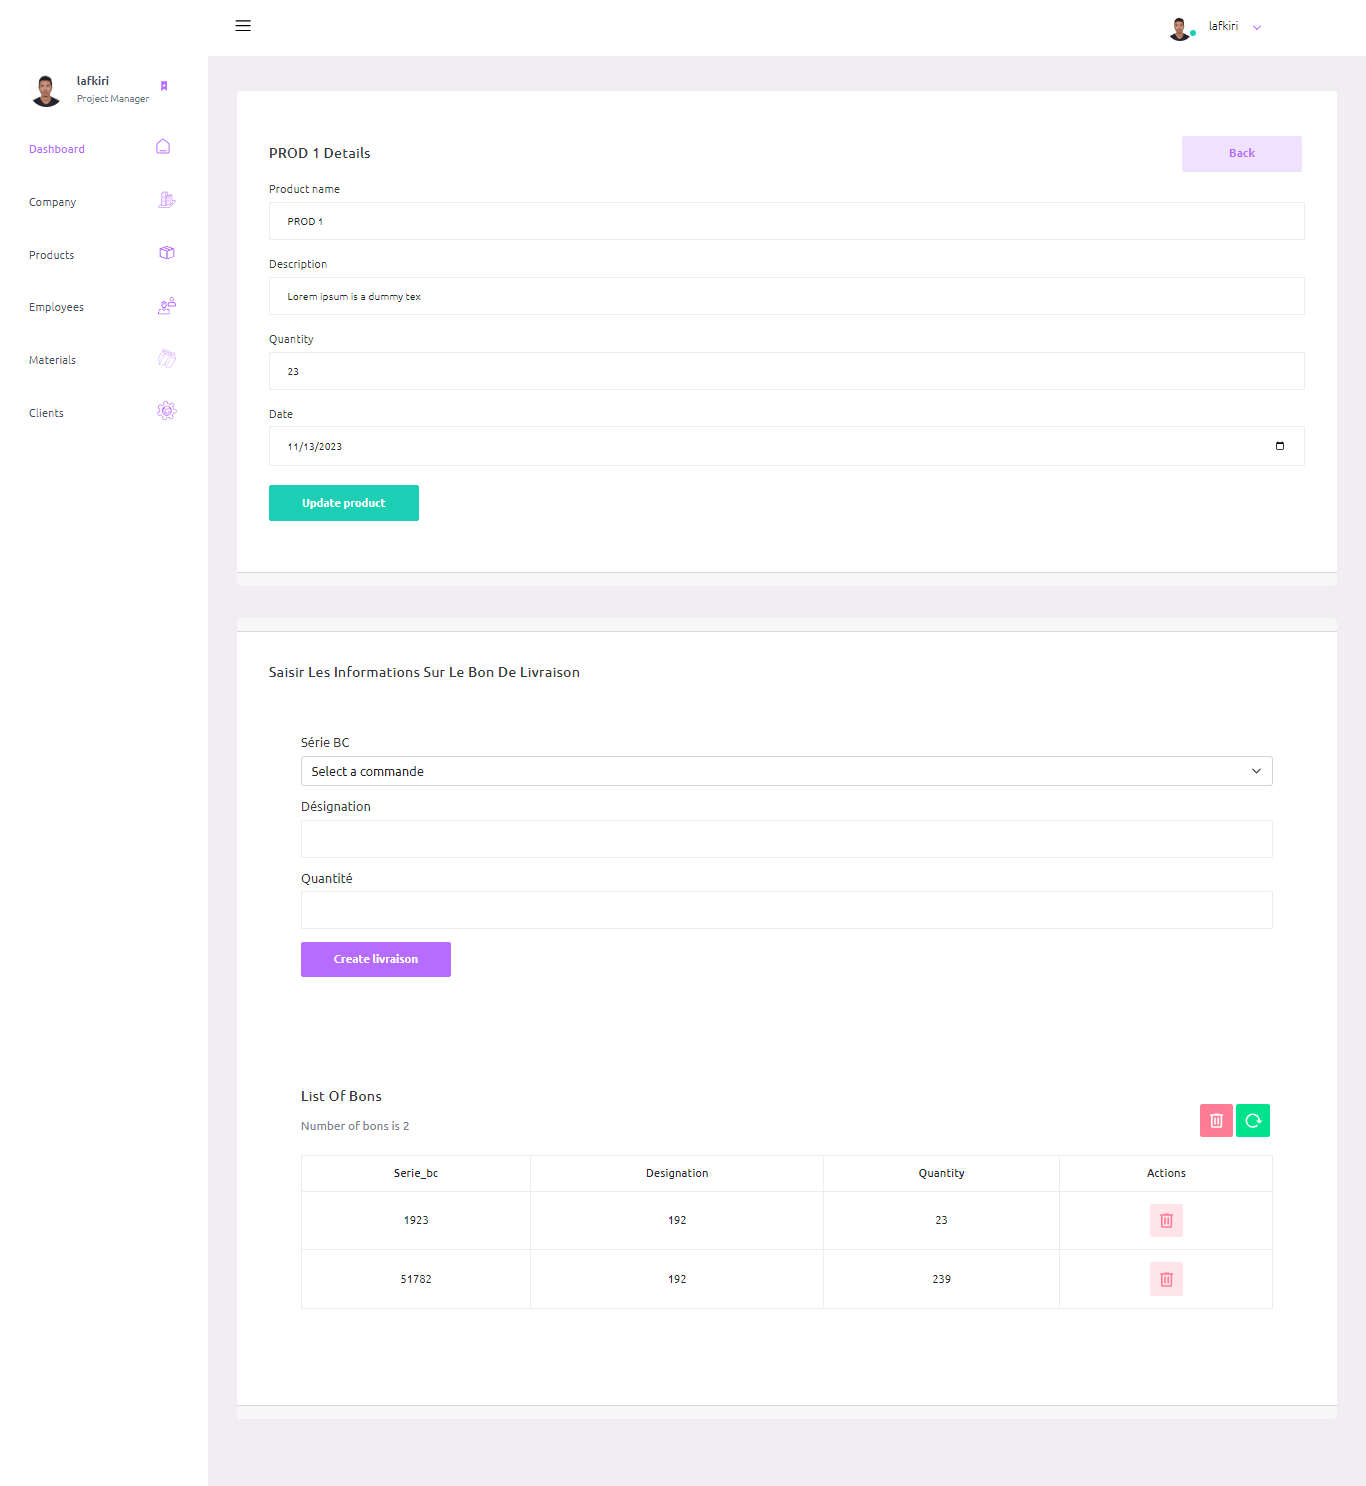 lafkiri
lafkiri
Project Manager
Dashboard
Company
Products
Employees
Materials
Clients
PROD 1 Details
Back
Product name
PROD 1
Description
Lorem ipsum is a dummy tex
Quantity
23
Date
11/13/2023
Update product
Saisir Les Informations Sur Le Bon De Livraison
Série BC
Select a commande
Désignation
Quantité
Create livraison
List Of Bons
Number of bons is 2
Serie_bc Designation Quantity Actions
1923 192 23
51782 192 239